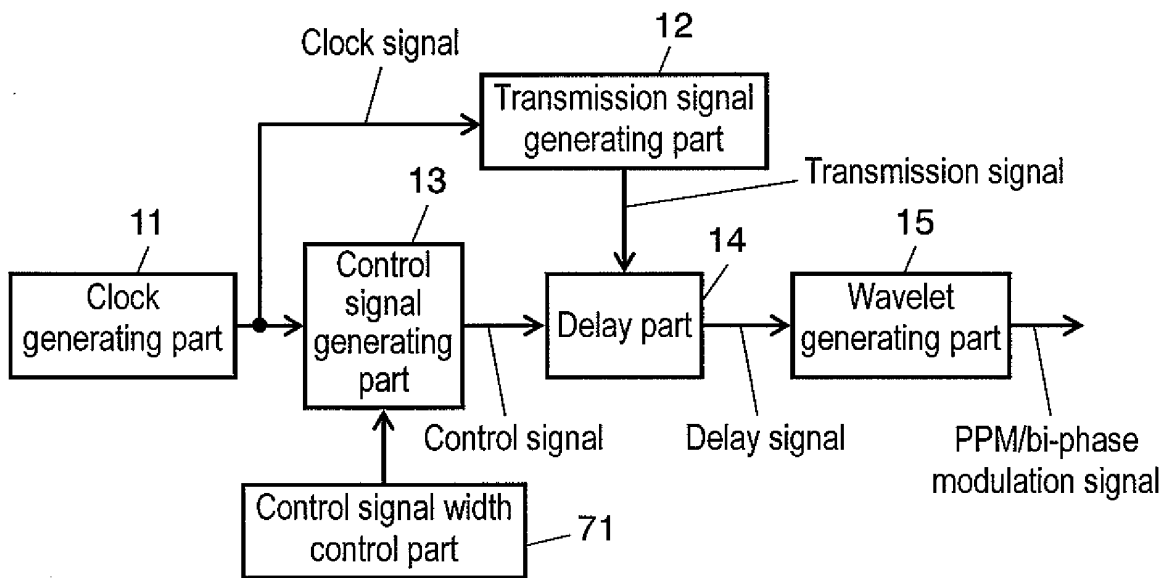 12
Clock signal
Transmission signal
generating part
13
Transmission signal
11
14
15
Clock
generating part
Control
signal
generating
part
Delay part
Wavelet
generating part
Control signal
Delay signal
PPM/bi-phase
modulation signal
Control signal width
control part
71